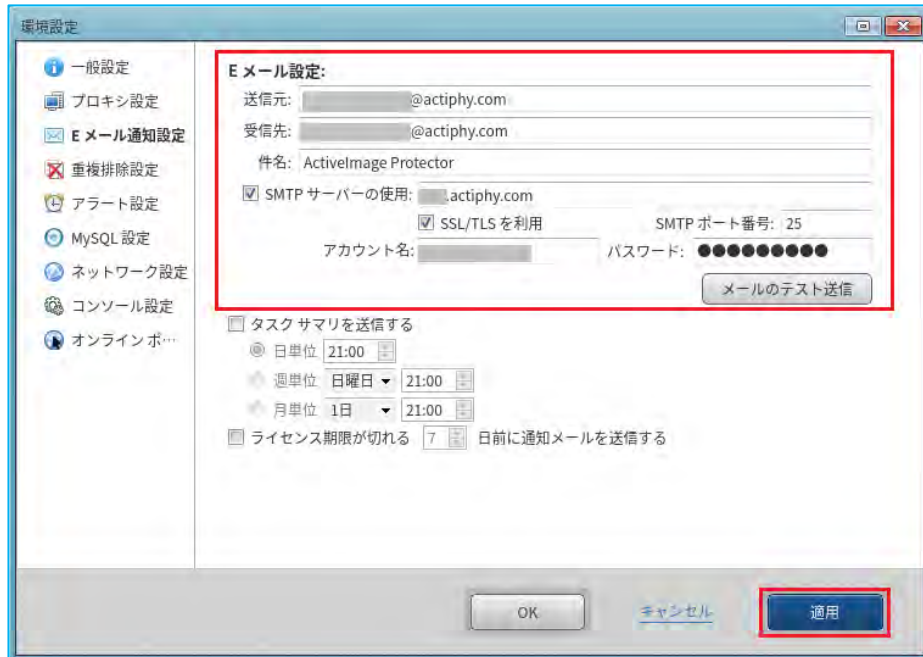 環境設定
一般設定
プロキシ設定
E メール通知設定
重複排除設定
アラート設定
MySQL 設定
ネットワーク設定
コンソール設定
オンライン ポ…
E メール設定:
送信元: @actiphy.com
受信先: @actiphy.com
件名: ActiveImage Protector
SMTP サーバーの使用: .actiphy.com
SSL/TLS を利用 SMTP ポート番号: 25
アカウント名: パスワード: ●●●●●●●●●
メールのテスト送信
タスク サマリを送信する
日単位 21:00
週単位 日曜日 21:00
月単位 1日 21:00
ライセンス期限が切れる 7 日前に通知メールを送信する
OK キャンセル 適用